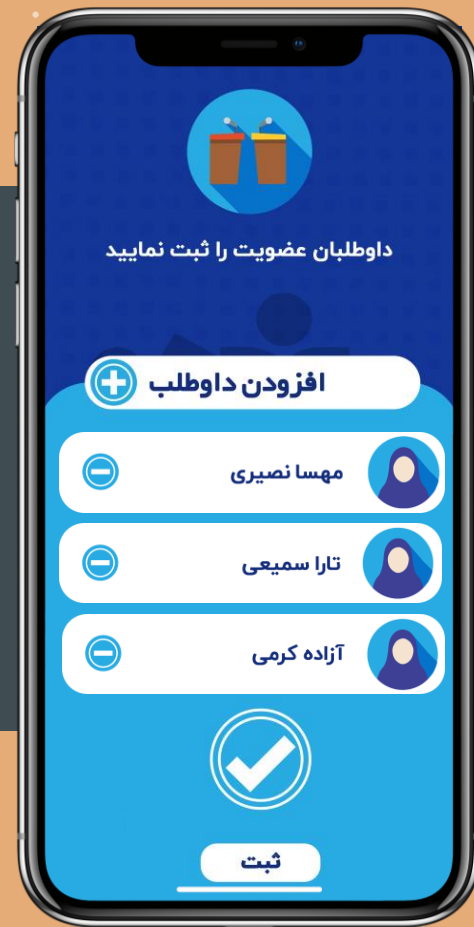 داوطلبان عضویت را ثبت نمایید
افزودن داوطلب
مهسا نصیری
تارا سمیعی
آزاده کرمی
ثبت